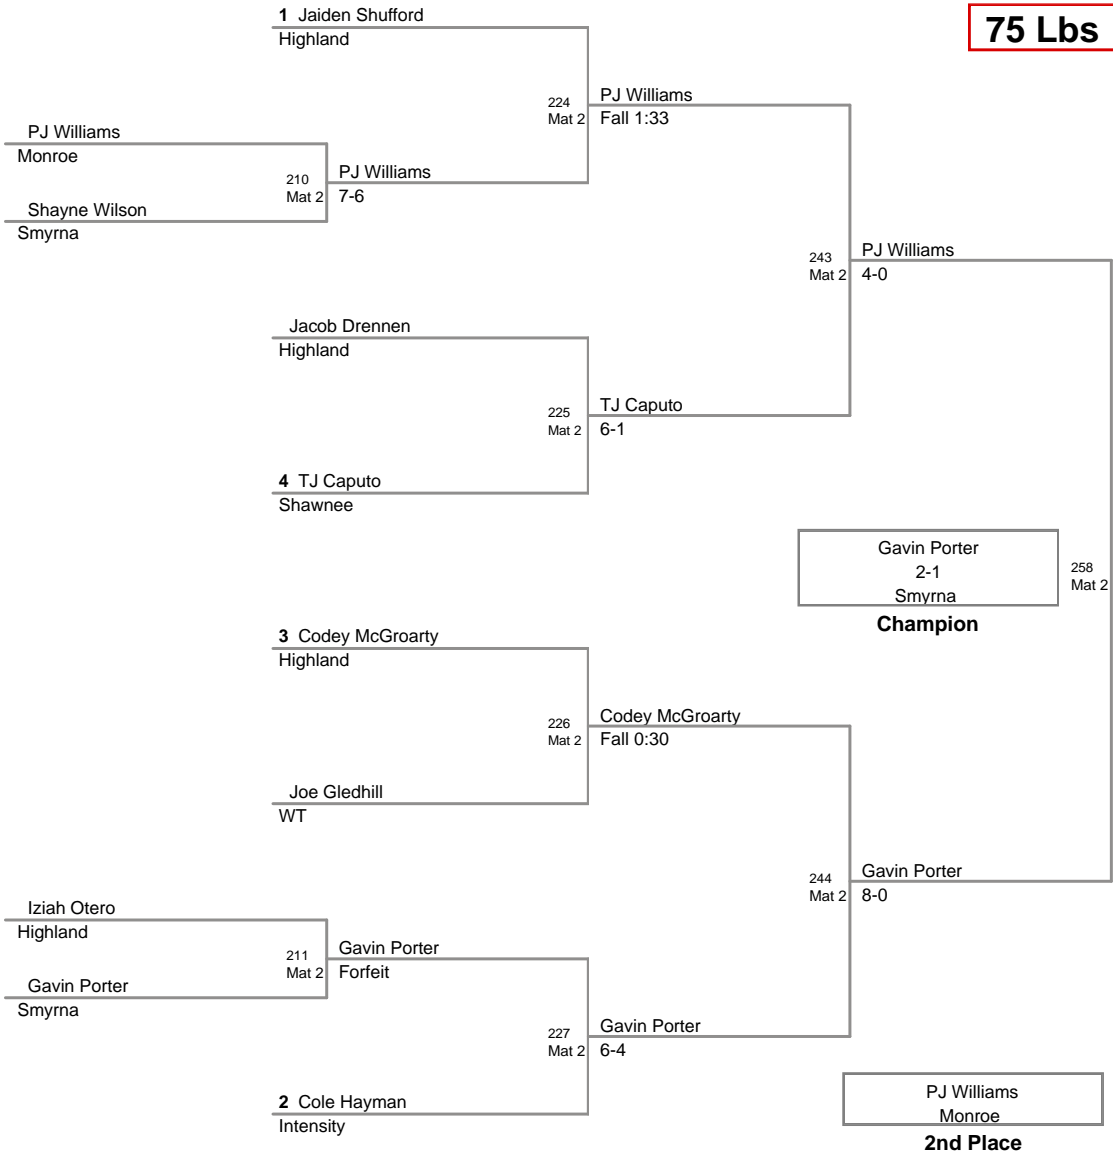 1 Jaiden Shufford
Highland
75 Lbs
224
Mat 2
PJ Williams
Fall 1:33
PJ Williams
Monroe
210
Mat 2
PJ Williams
7-6
Shayne Wilson
Smyrna
243
Mat 2
PJ Williams
4-0
Jacob Drennen
Highland
225
Mat 2
TJ Caputo
6-1
4 TJ Caputo
Shawnee
Gavin Porter
2-1
Smyrna
Champion
258
Mat 2
3 Codey McGroarty
Highland
226
Mat 2
Codey McGroarty
Fall 0:30
Joe Gledhill
WT
244
Mat 2
Gavin Porter
8-0
Iziah Otero
Highland
211
Mat 2
Gavin Porter
Forfeit
Gavin Porter
Smyrna
227
Mat 2
Gavin Porter
6-4
2 Cole Hayman
Intensity
PJ Williams
Monroe
2nd Place